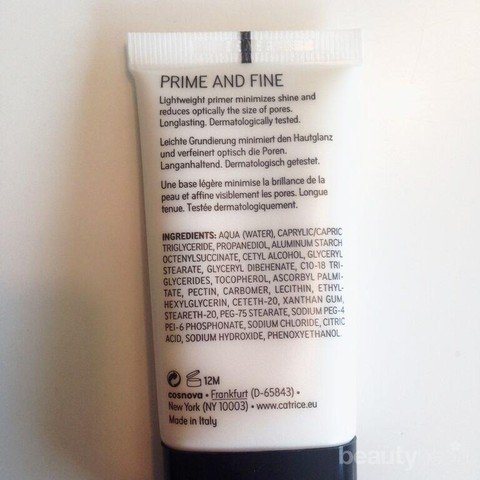 PRIME AND FINE
Lightweight primer minimizes shine and
reduces optically the size of pores.
Longlasting. Dermatologically tested.
Leichte Grundierung minimiert den Hautglanz
und verfeinert optisch die Poren.
Langanhaltend. Dermatologisch getestet.
Une base légère minimise la brillance de la
peau et affine visiblement les pores. Longue
tenue. Testée dermatologiquement.
INGREDIENTS: AQUA (WATER), CAPRYLIC/CAPRIC
TRIGLYCERIDE, PROPANEDIOL, ALUMINUM STARCH
OCTENYLSUCCINATE, CETYL ALCOHOL, GLYCERYL
STEARATE, GLYCERYL DIBEHENATE, C10-18 TRI-
GLYCERIDES, TOCOPHEROL, ASCORBYL PALMI-
TATE, PECTIN, CARBOMER, LECITHIN, ETHYL-
HEXYLGLYCERIN, CETETH-20, XANTHAN GUM,
STEARETH-20, PEG-75 STEARATE, SODIUM PEG-4
PEI-6 PHOSPHONATE, SODIUM CHLORIDE, CITRIC
ACID, SODIUM HYDROXIDE, PHENOXYETHANOL.
12M
cosnova • Frankfurt (D-65843) •
New York (NY 10003) • www.catrice.eu
Made in Italy